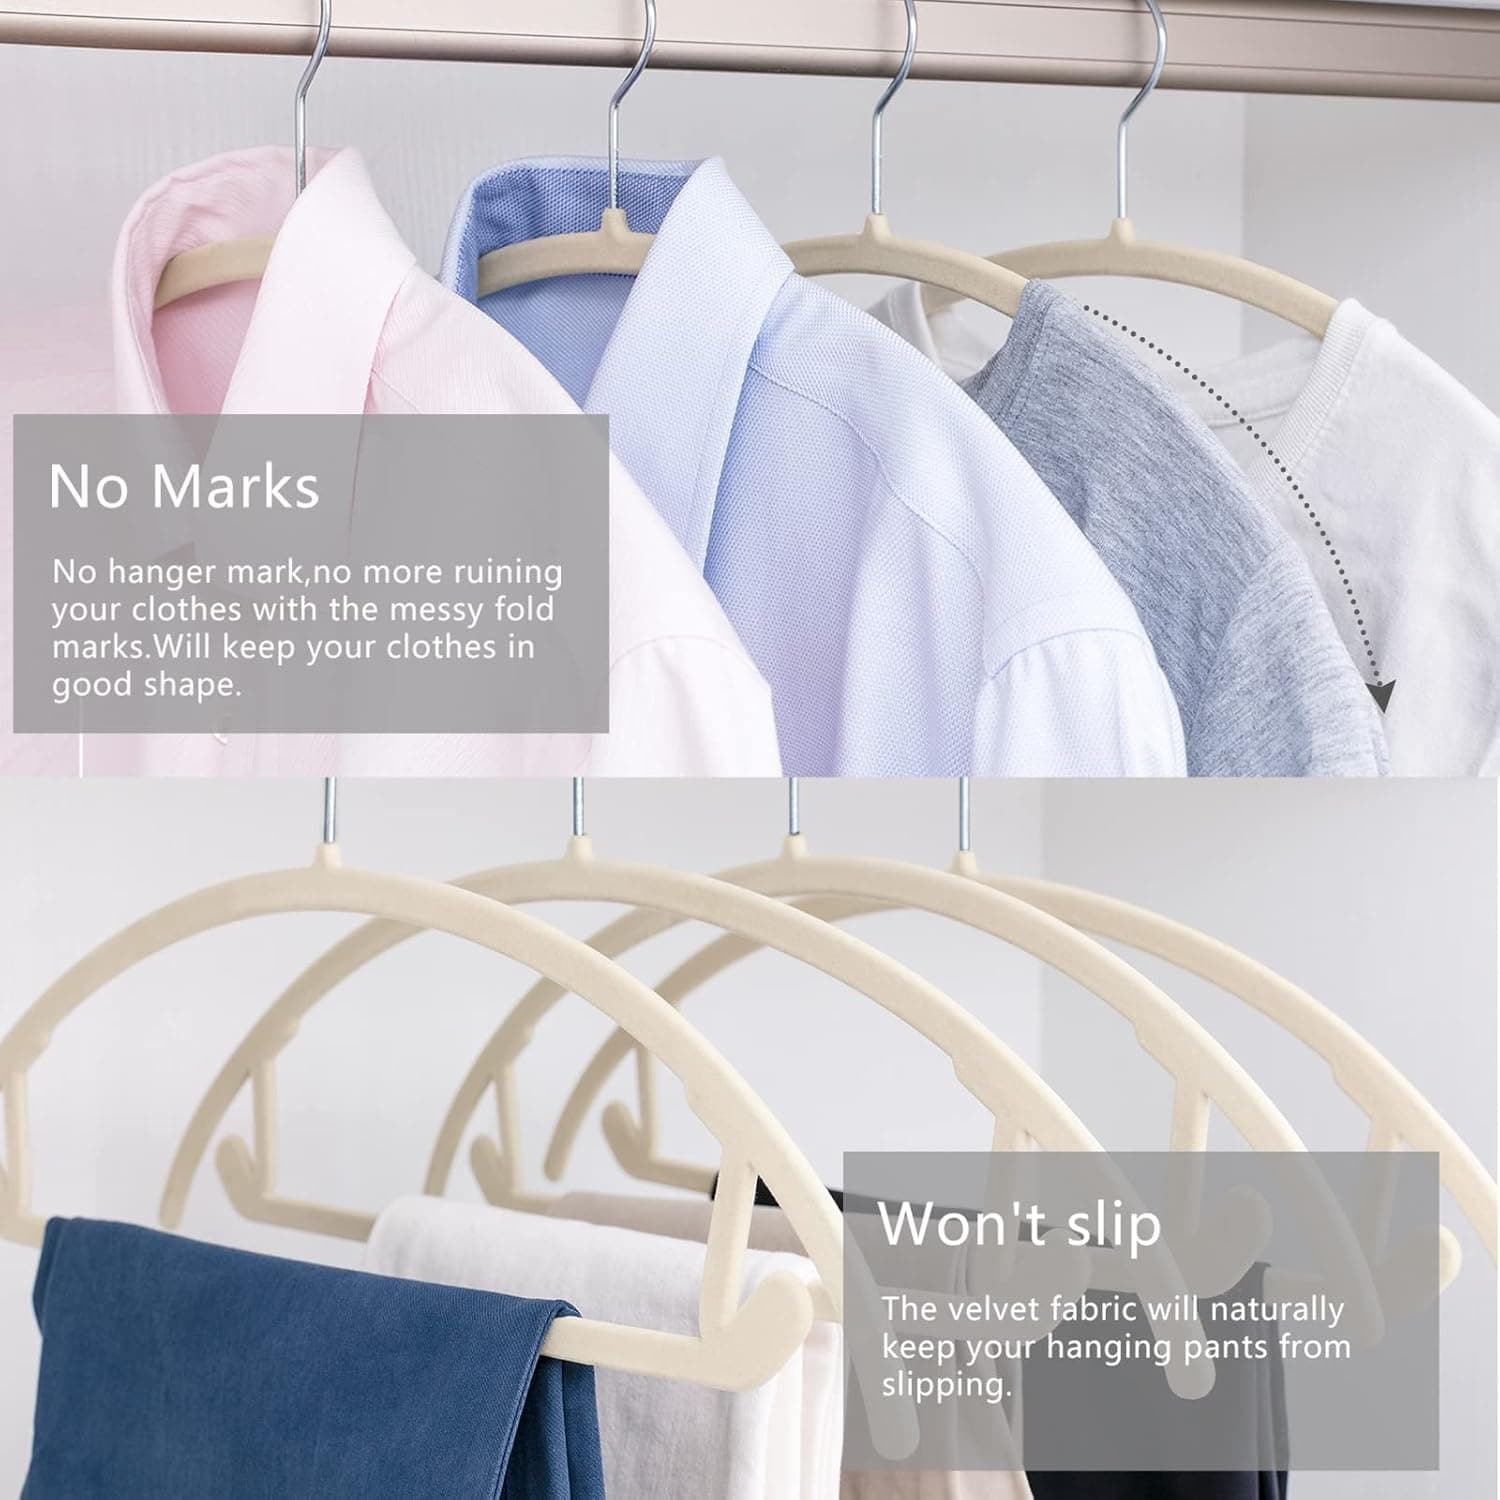 No Marks
No hanger mark,no more ruining
your clothes with the messy fold
marks.Will keep your clothes in
good shape.
Won't slip
The velvet fabric will naturally
keep your hanging pants from
slipping.